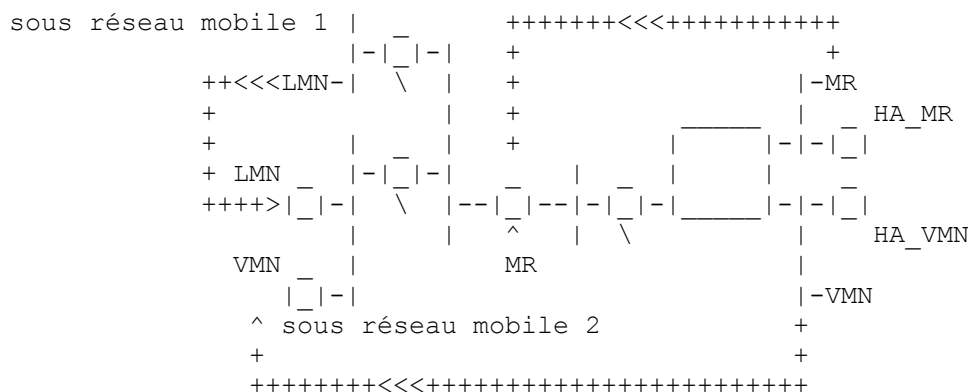 sous réseau mobile 1
LMN MR
HA_MR
LMN
HA_VMN
VMN MR
VMN
sous réseau mobile 2